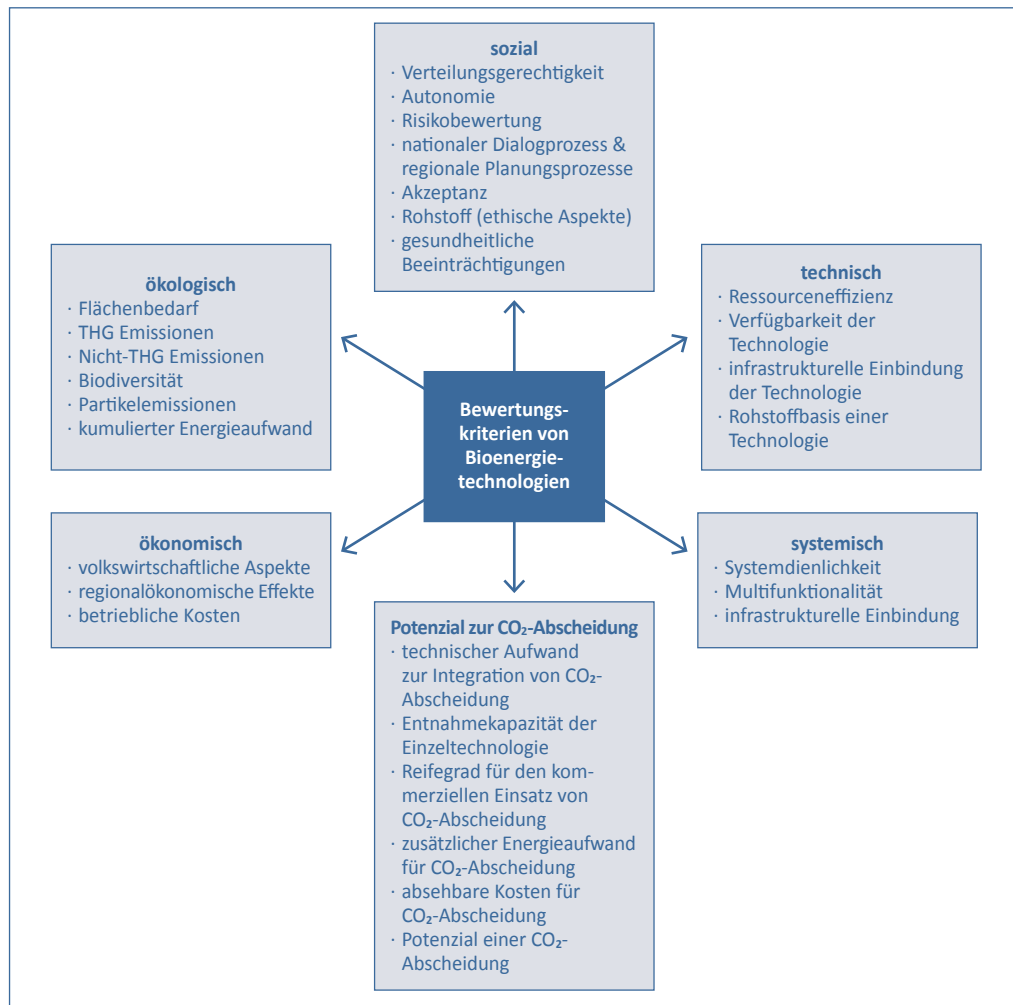 sozial
· Verteilungsgerechtigkeit
· Autonomie
· Risikobewertung
· nationaler Dialogprozess &
regionale Planungsprozesse
· Akzeptanz
· Rohstoff (ethische Aspekte)
· gesundheitliche
Beeinträchtigungen
ökologisch
· Flächenbedarf
· THG Emissionen
· Nicht-THG Emissionen
· Biodiversität
· Partikelemissionen
· kumulierter Energieaufwand
technisch
· Ressourceneffizienz
· Verfügbarkeit der
Technologie
· infrastrukturelle Einbindung
der Technologie
· Rohstoffbasis einer
Technologie
Bewertungs-
kriterien von
Bioenergie-
technologien
ökonomisch
· volkswirtschaftliche Aspekte
· regionalökonomische Effekte
· betriebliche Kosten
systemisch
· Systemdienlichkeit
· Multifunktionalität
· infrastrukturelle Einbindung
Potenzial zur CO₂-Abscheidung
· technischer Aufwand
zur Integration von CO₂-
Abscheidung
· Entnahmekapazität der
Einzeltechnologie
· Reifegrad für den kom-
merziellen Einsatz von
CO₂-Abscheidung
· zusätzlicher Energieaufwand
für CO₂-Abscheidung
· absehbare Kosten für
CO₂-Abscheidung
· Potenzial einer CO₂-
Abscheidung